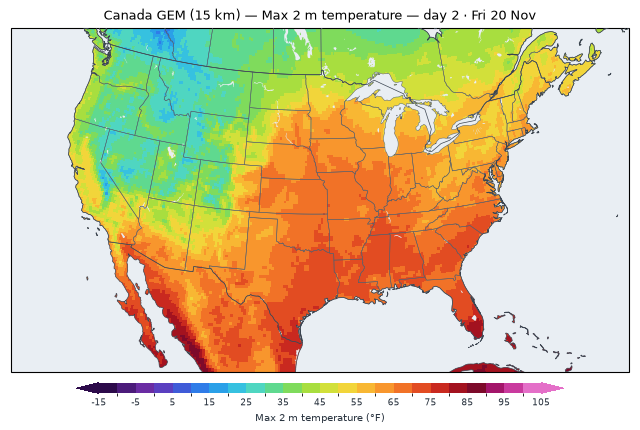 Canada GEM (15 km) — Max 2 m temperature — day 2 · Fri 20 Nov
-15 -5 5 15 25 35 45 55 65 75 85 95 105
Max 2 m temperature (°F)